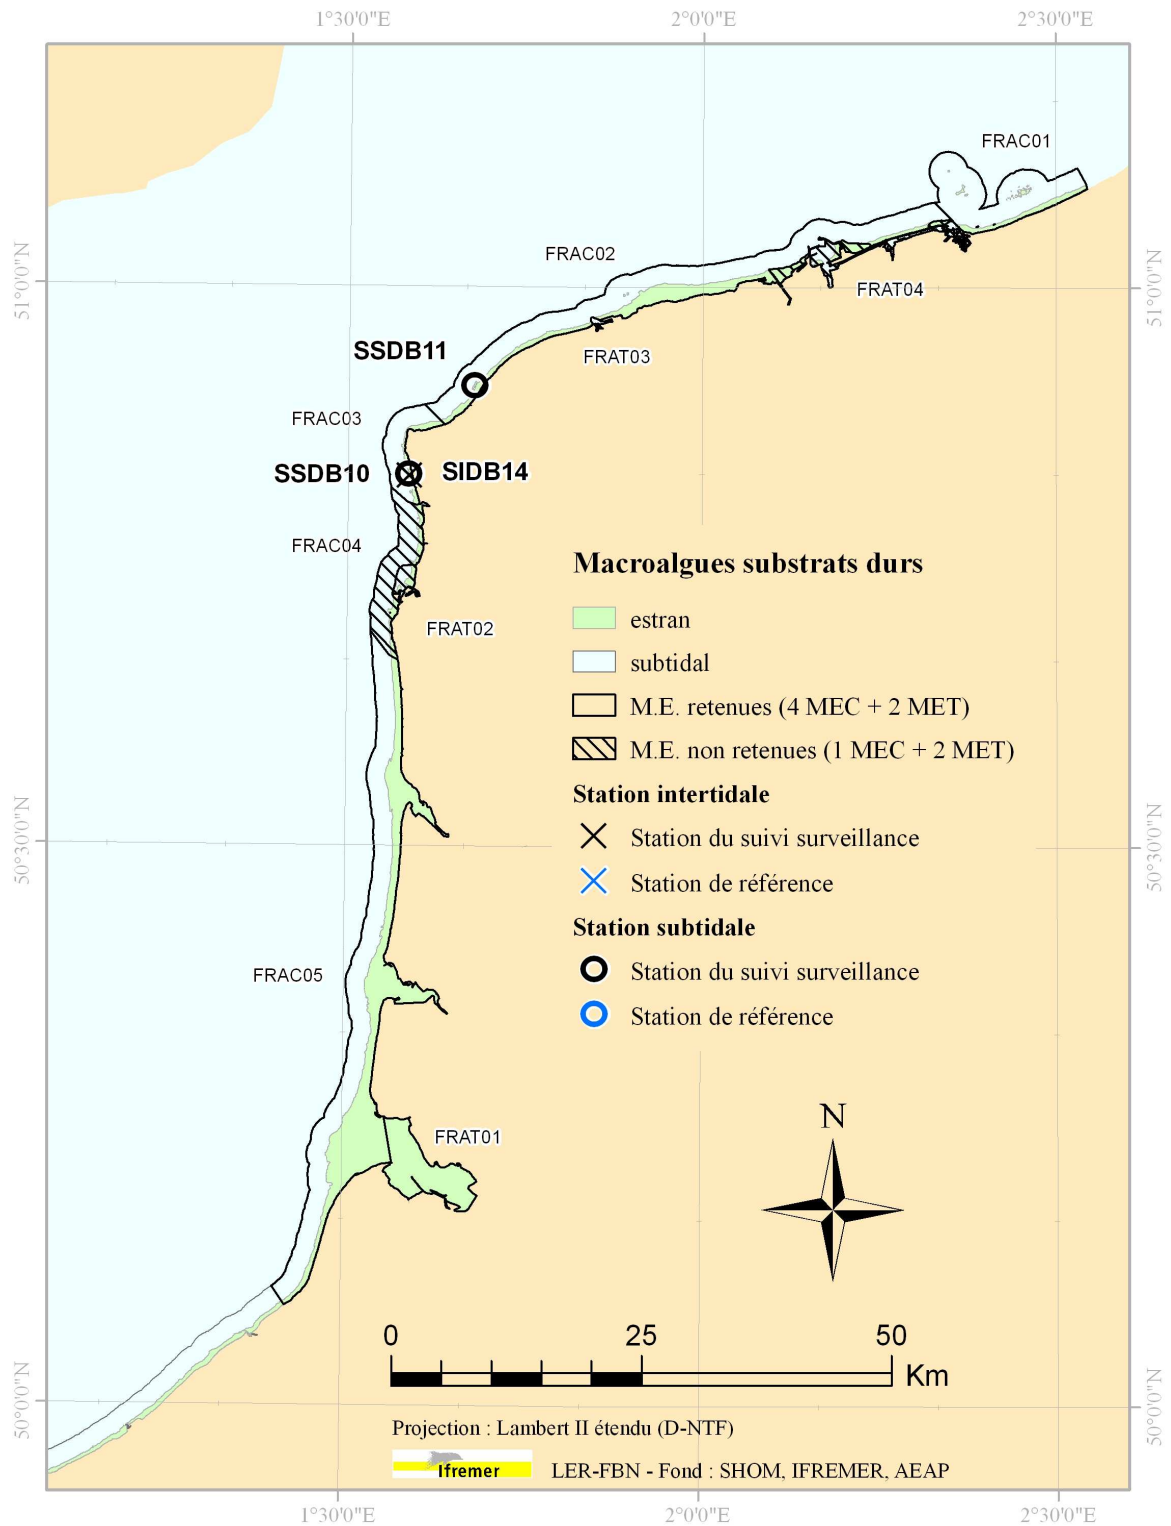 1°30'0"E 2°0'0"E 2°30'0"E
FRAC01
FRAC02
51°0'0"N
51°0'0"N
FRAT04
SSDB11
FRAT03
FRAC03
SSDB10 SIDB14
FRAC04
FRAT02
Macroalgues substrats durs
estran
subtidal
M.E. retenues (4 MEC + 2 MET)
M.E. non retenues (1 MEC + 2 MET)
Station intertidale
Station du suivi surveillance
Station de référence
Station subtidale
Station du suivi surveillance
Station de référence
50°30'0"N
50°30'0"N
FRAC05
FRAT01
N
0 25 50
Km
50°0'0"N
50°0'0"N
Projection : Lambert II étendu (D-NTF)
Ifremer
LER-FBN - Fond : SHOM, IFREMER, AEAP
1°30'0"E 2°0'0"E 2°30'0"E